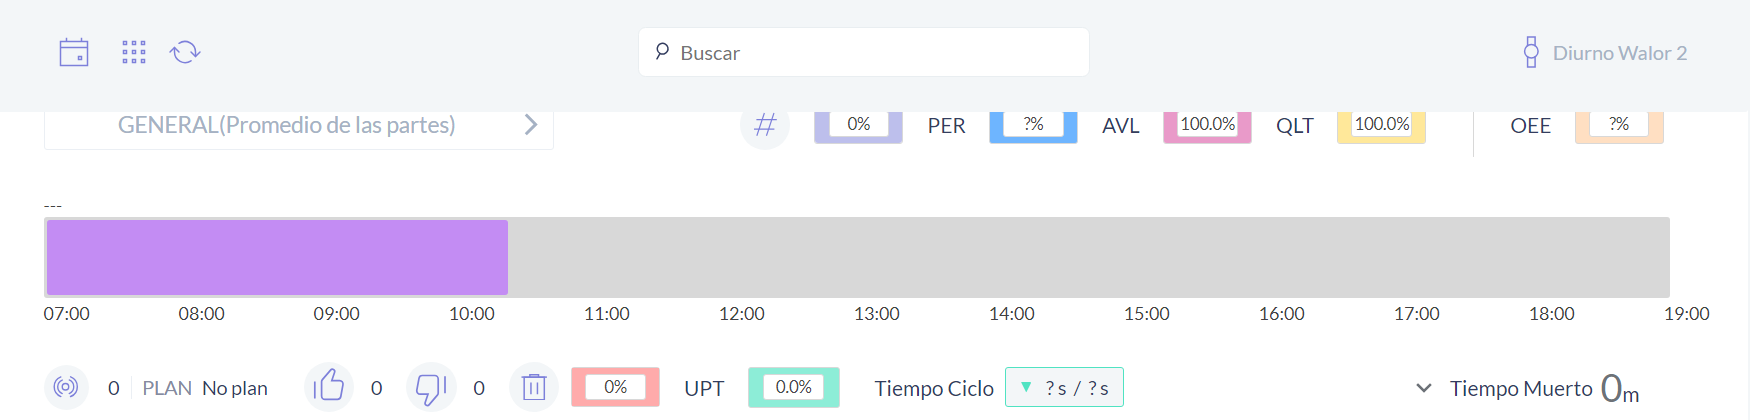 Buscar
Diurno Walor 2
GENERAL(Promedio de las partes)
# 0% PER ?% AVL 100.0% QLT 100.0% OEE ?%
---
07:00 08:00 09:00 10:00 11:00 12:00 13:00 14:00 15:00 16:00 17:00 18:00 19:00
0 PLAN No plan 0 0 0% UPT 0.0% Tiempo Ciclo ▼ ?s / ?s Tiempo Muerto 0m